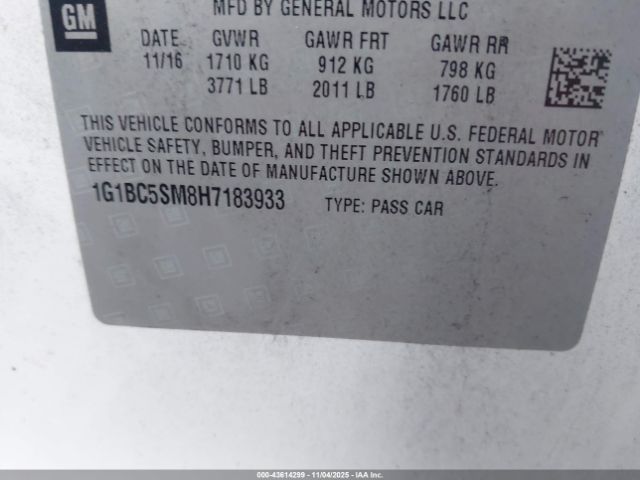 GM
MFD BY GENERAL MOTORS LLC
DATE GVWR GAWR FRT GAWR RR
11/16 1710 KG 912 KG 798 KG
3771 LB 2011 LB 1760 LB
THIS VEHICLE CONFORMS TO ALL APPLICABLE U.S. FEDERAL MOTOR
VEHICLE SAFETY, BUMPER, AND THEFT PREVENTION STANDARDS IN
EFFECT ON THE DATE OF MANUFACTURE SHOWN ABOVE.
1G1BC5SM8H7183933 TYPE: PASS CAR
000-43614299 - 11/04/2025 - IAA Inc.